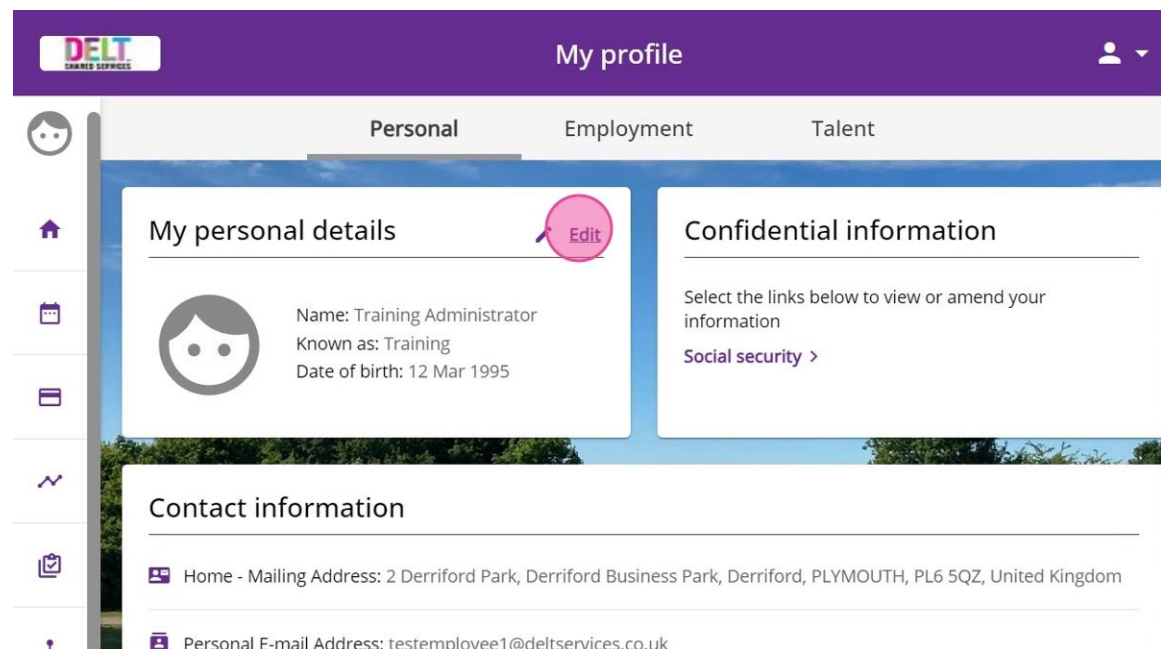 DELT
SHARED SERVICES
My profile
Personal
Employment
Talent
My personal details
Edit
Name: Training Administrator
Known as: Training
Date of birth: 12 Mar 1995
Confidential information
Select the links below to view or amend your
information
Social security >
Contact information
Home - Mailing Address: 2 Derriford Park, Derriford Business Park, Derriford, PLYMOUTH, PL6 5QZ, United Kingdom
Personal E-mail Address: testemployee1@deltservices.co.uk